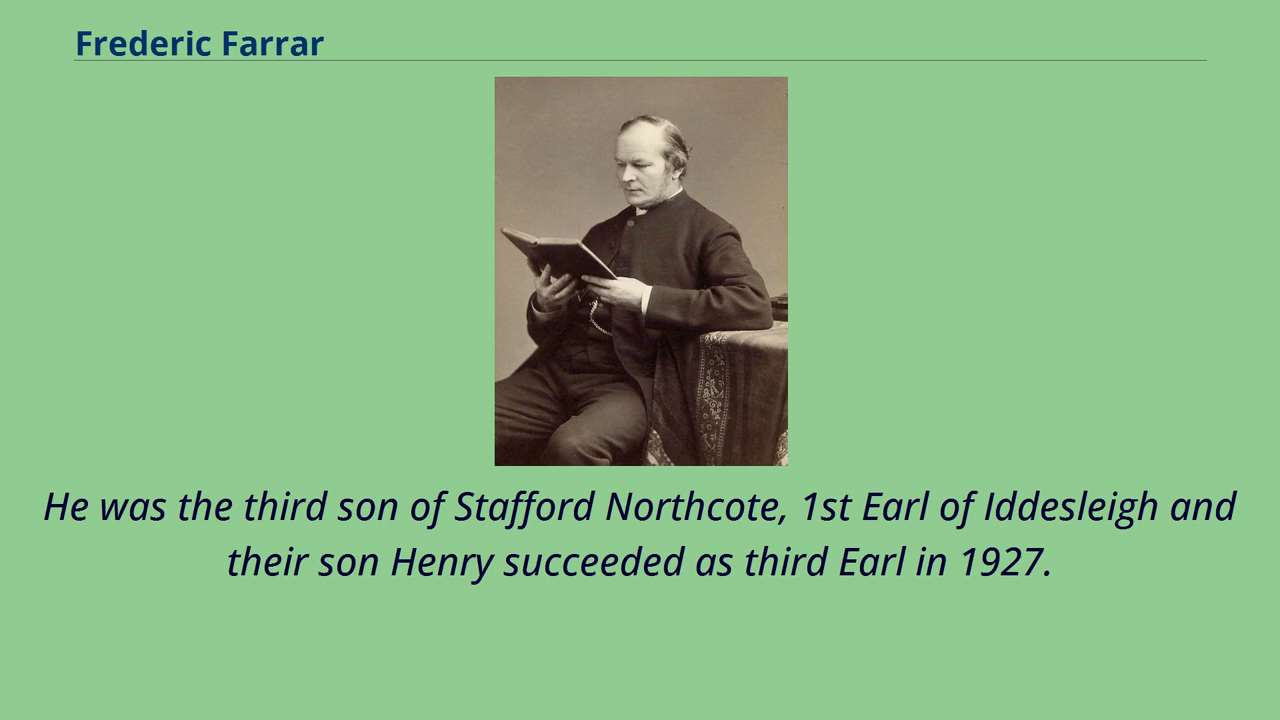 Frederic Farrar
He was the third son of Stafford Northcote, 1st Earl of Iddesleigh and
their son Henry succeeded as third Earl in 1927.